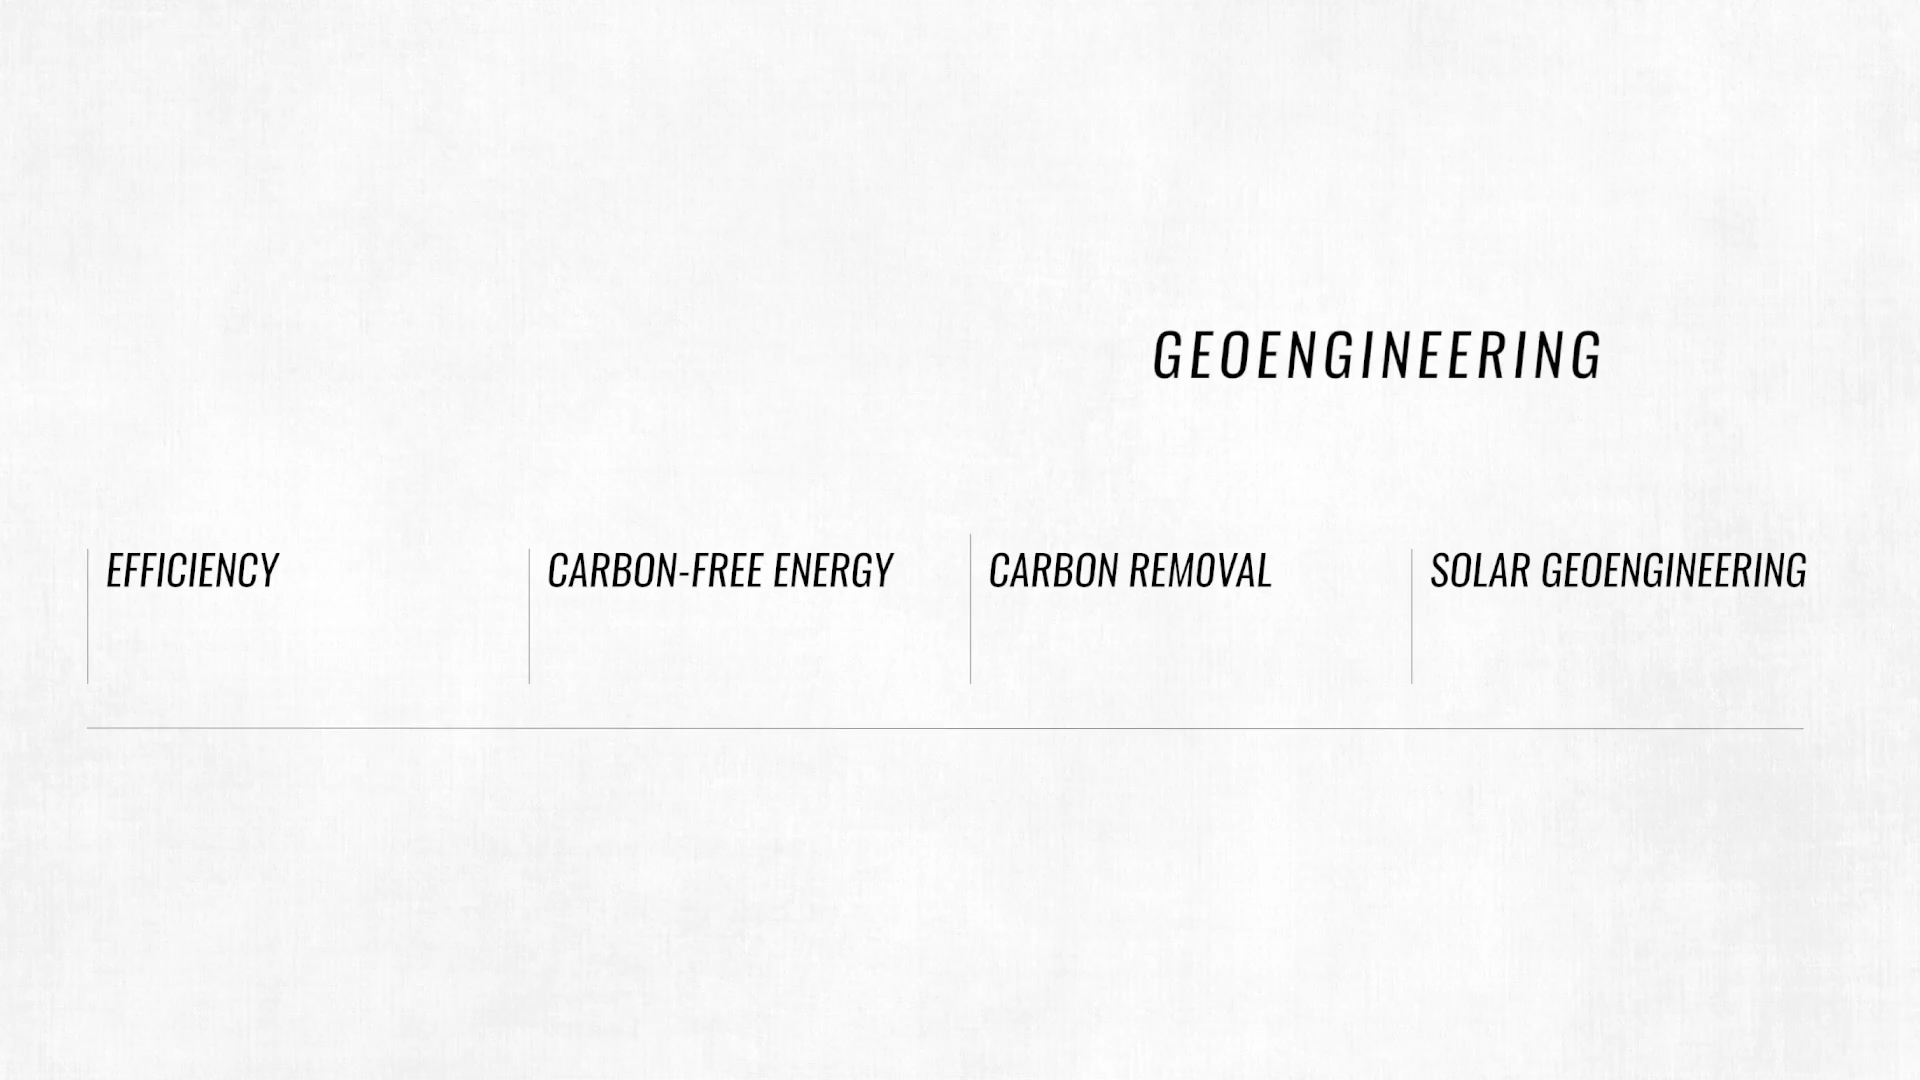 GEOENGINEERING
EFFICIENCY
CARBON-FREE ENERGY
CARBON REMOVAL
SOLAR GEOENGINEERING